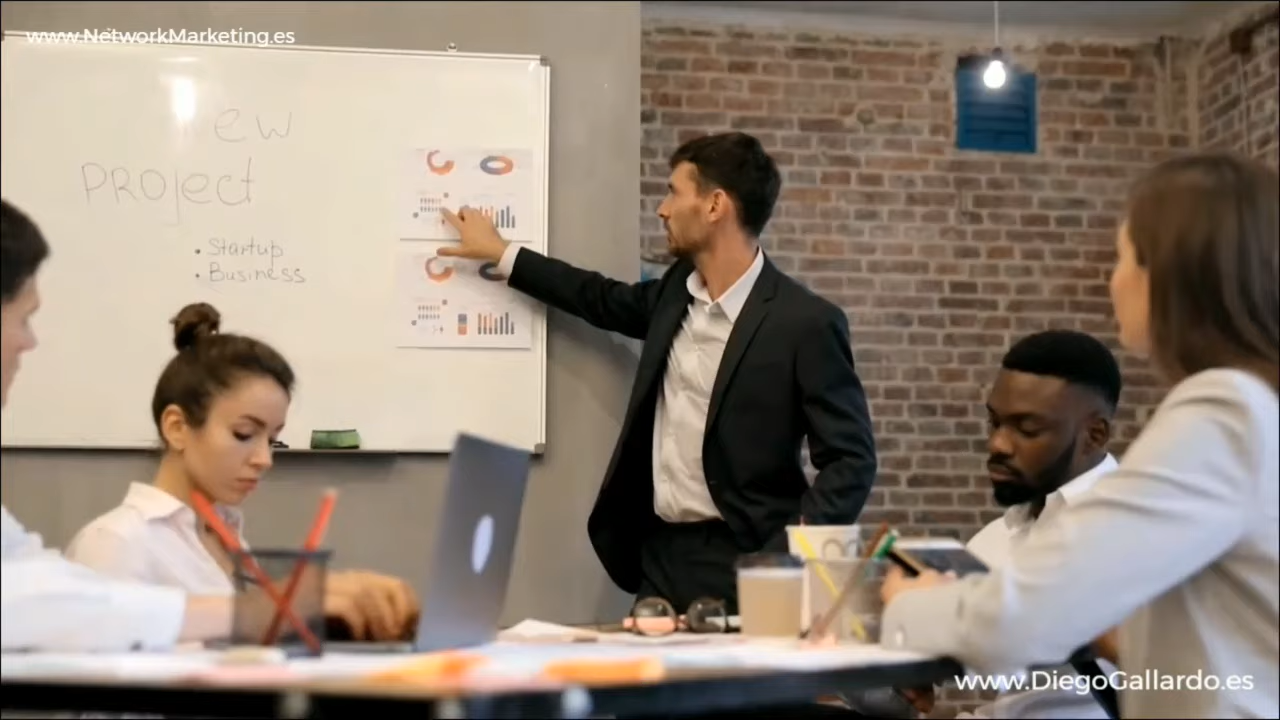 www.NetworkMarketing.es
ew
PROject
• Startup
• Business
www.DiegoGallardo.es